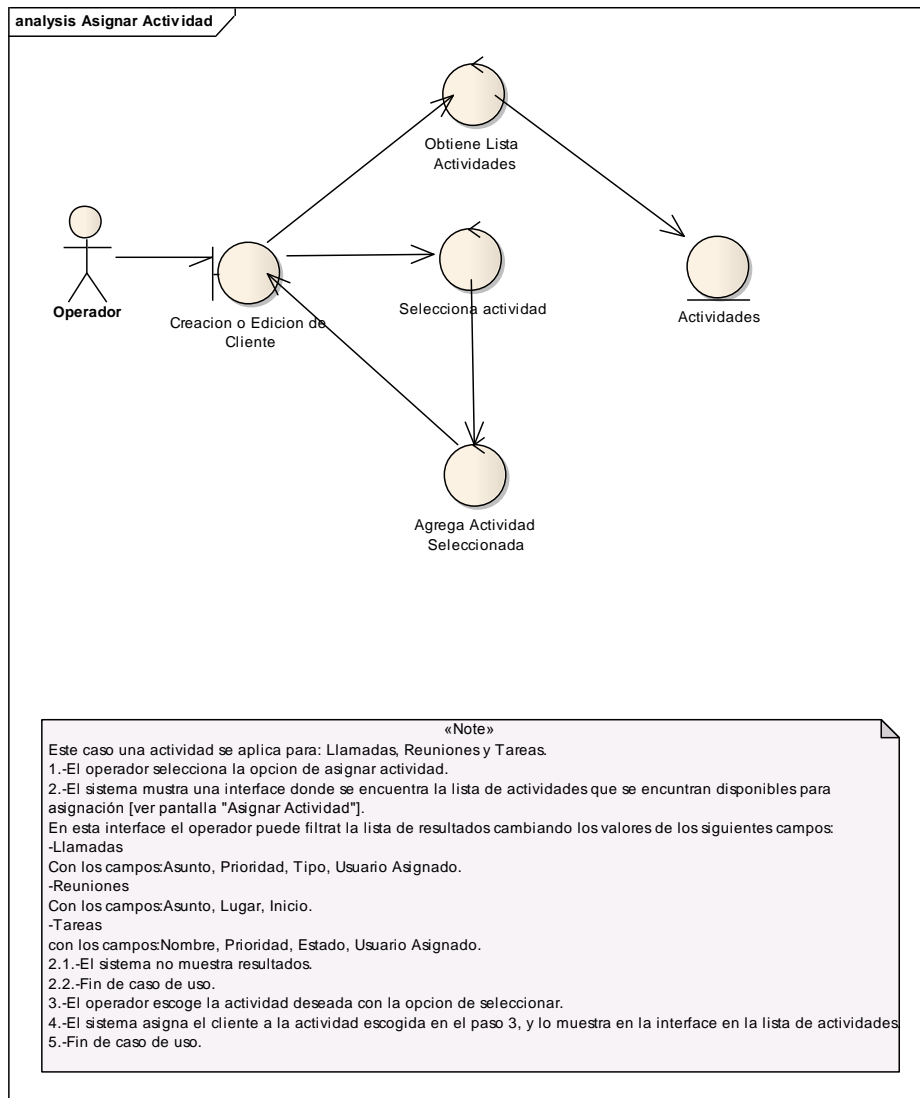 analysis Asignar Actividad
Obtiene Lista
Actividades
Operador
Creacion o Edicion de
Cliente
Selecciona actividad
Actividades
Agrega Actividad
Seleccionada
«Note»
Este caso una actividad se aplica para: Llamadas, Reuniones y Tareas.
1.-El operador selecciona la opcion de asignar actividad.
2.-El sistema mustra una interface donde se encuentra la lista de actividades que se encuntran disponibles para
asignación [ver pantalla "Asignar Actividad"].
En esta interface el operador puede filtrat la lista de resultados cambiando los valores de los siguientes campos:
-Llamadas
Con los campos:Asunto, Prioridad, Tipo, Usuario Asignado.
-Reuniones
Con los campos:Asunto, Lugar, Inicio.
-Tareas
con los campos:Nombre, Prioridad, Estado, Usuario Asignado.
2.1.-El sistema no muestra resultados.
2.2.-Fin de caso de uso.
3.-El operador escoge la actividad deseada con la opcion de seleccionar.
4.-El sistema asigna el cliente a la actividad escogida en el paso 3, y lo muestra en la interface en la lista de actividades.
5.-Fin de caso de uso.